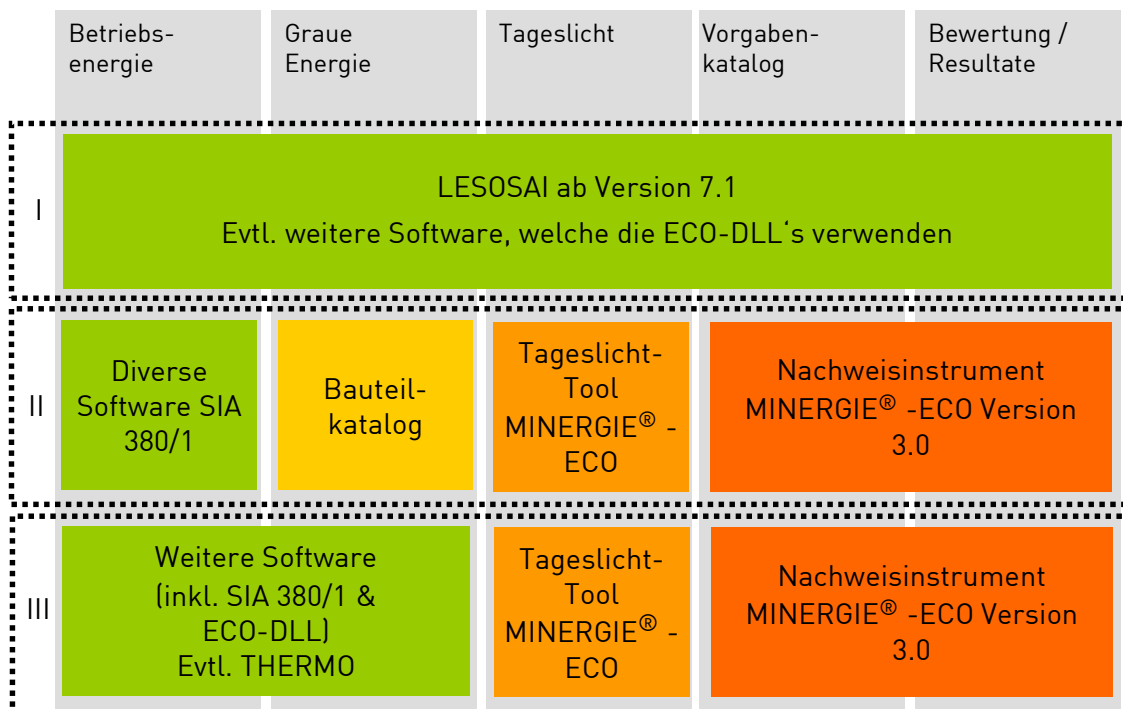 Betriebs-
energie
Graue
Energie
Tageslicht
Vorgaben-
katalog
Bewertung /
Resultate
I
LESOSAI ab Version 7.1
Evtl. weitere Software, welche die ECO-DLL‘s verwenden
II
Diverse
Software SIA
380/1
Bauteil-
katalog
Tageslicht-
Tool
MINERGIE® -
ECO
Nachweisinstrument
MINERGIE® -ECO Version
3.0
III
Weitere Software
(inkl. SIA 380/1 &
ECO-DLL)
Evtl. THERMO
Tageslicht-
Tool
MINERGIE® -
ECO
Nachweisinstrument
MINERGIE® -ECO Version
3.0